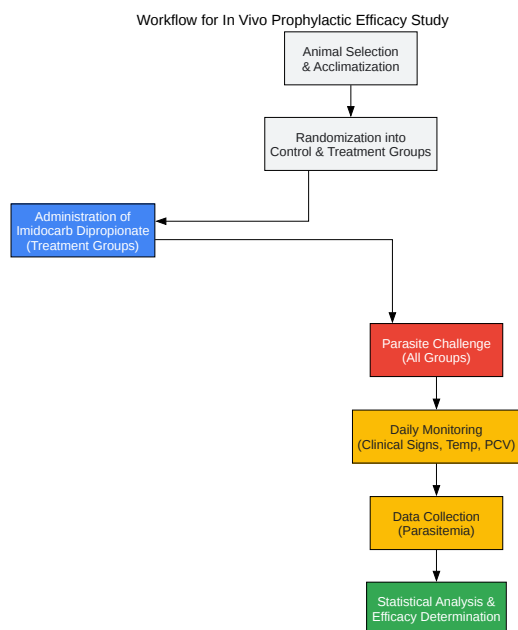 Workflow for In Vivo Prophylactic Efficacy Study
Animal Selection
& Acclimatization
Randomization into
Control & Treatment Groups
Administration of
Imidocarb Dipropionate
(Treatment Groups)
Parasite Challenge
(All Groups)
Daily Monitoring
(Clinical Signs, Temp, PCV)
Data Collection
(Parasitemia)
Statistical Analysis &
Efficacy Determination